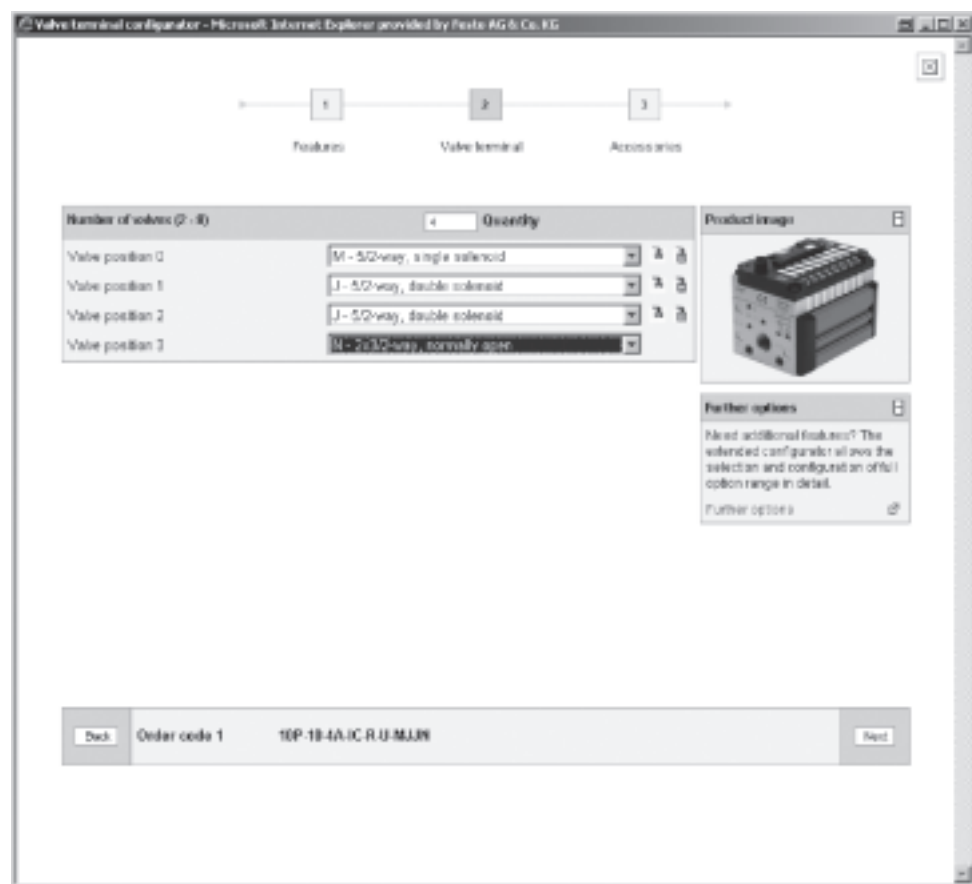 Valve terminal configurator - Microsoft Internet Explorer provided by Festo AG & Co. KG
1
2
3
Features
Valve terminal
Accessories
Number of valves (2 - 8)
4
Quantity
Valve position 0
M - 5/2-way, single solenoid
Valve position 1
J - 5/2-way, double solenoid
Valve position 2
J - 5/2-way, double solenoid
Valve position 3
N - 2x3/2-way, normally open
Product image
Further options
Need additional features? The
extended configurator allows the
selection and configuration of full
option range in detail.
Further options
Back
Order code 1
10P-10-4A-IC-R-U-MJJN
Next